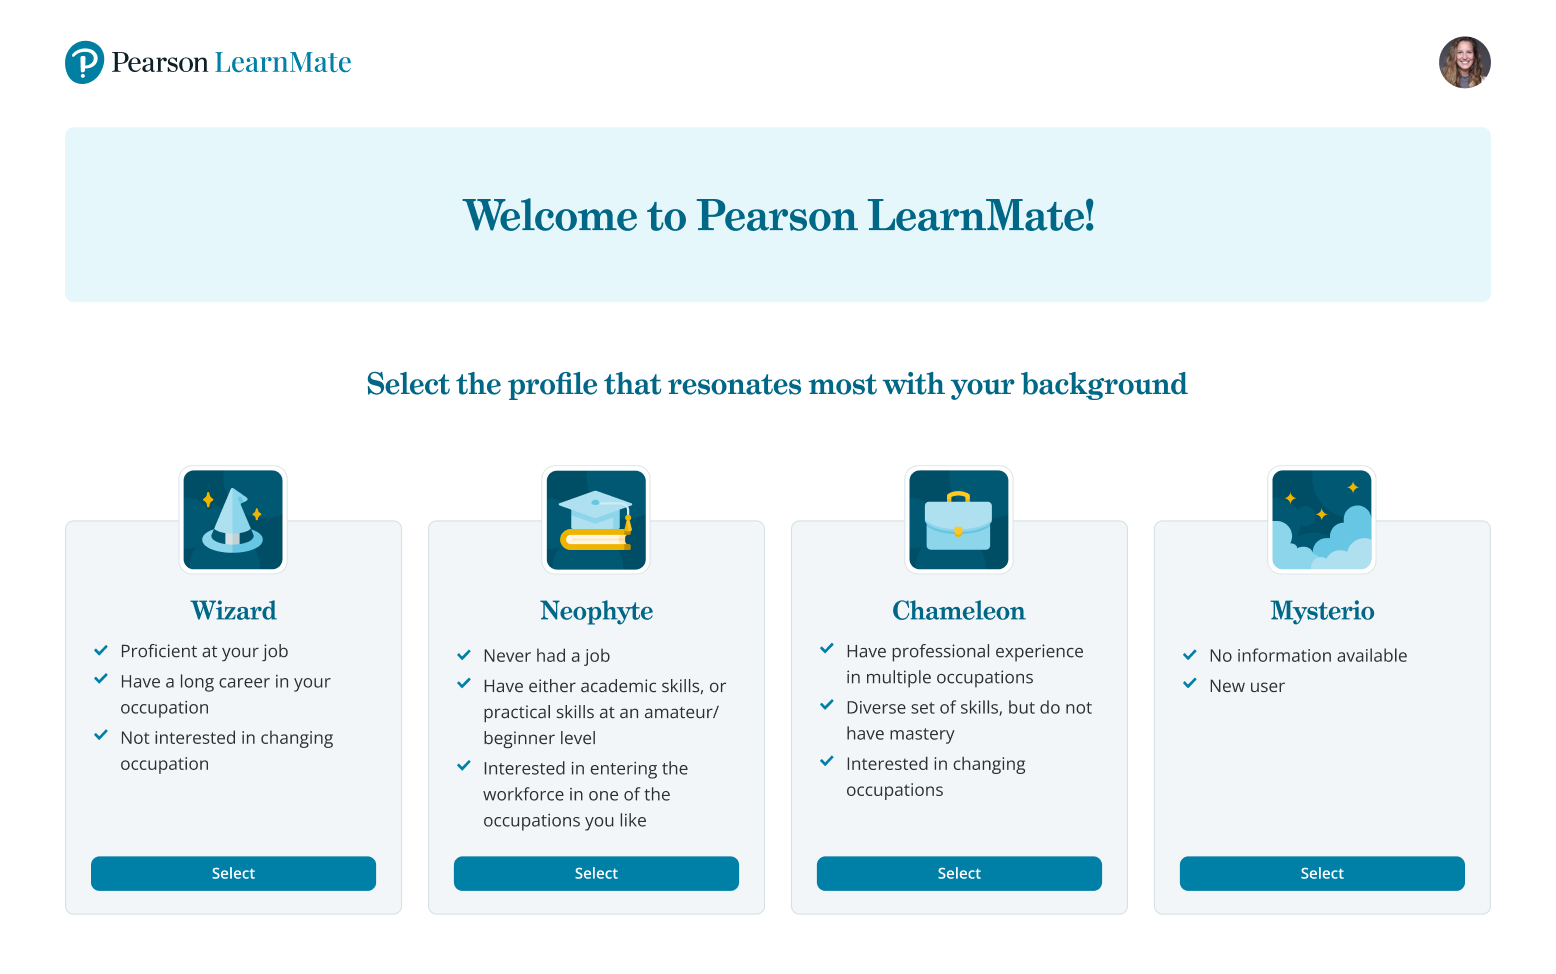 Pearson LearnMate
Welcome to Pearson LearnMate!
Select the profile that resonates most with your background
Wizard
Proficient at your job
Have a long career in your
occupation
Not interested in changing
occupation
Select
Neophyte
Never had a job
Have either academic skills, or
practical skills at an amateur/
beginner level
Interested in entering the
workforce in one of the
occupations you like
Select
Chameleon
Have professional experience
in multiple occupations
Diverse set of skills, but do not
have mastery
Interested in changing
occupations
Select
Mysterio
No information available
New user
Select